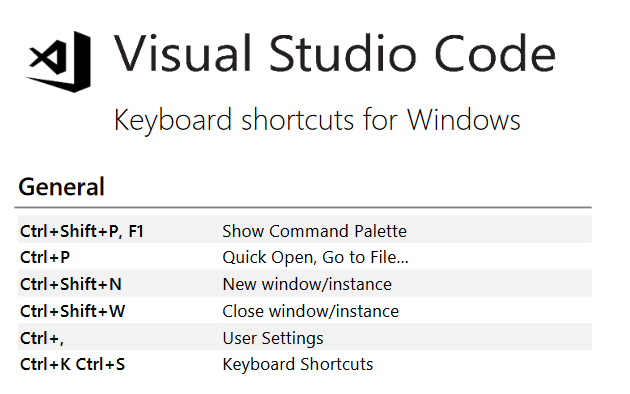 Visual Studio Code
Keyboard shortcuts for Windows
General
Ctrl+Shift+P, F1 Show Command Palette
Ctrl+P Quick Open, Go to File...
Ctrl+Shift+N New window/instance
Ctrl+Shift+W Close window/instance
Ctrl+, User Settings
Ctrl+K Ctrl+S Keyboard Shortcuts